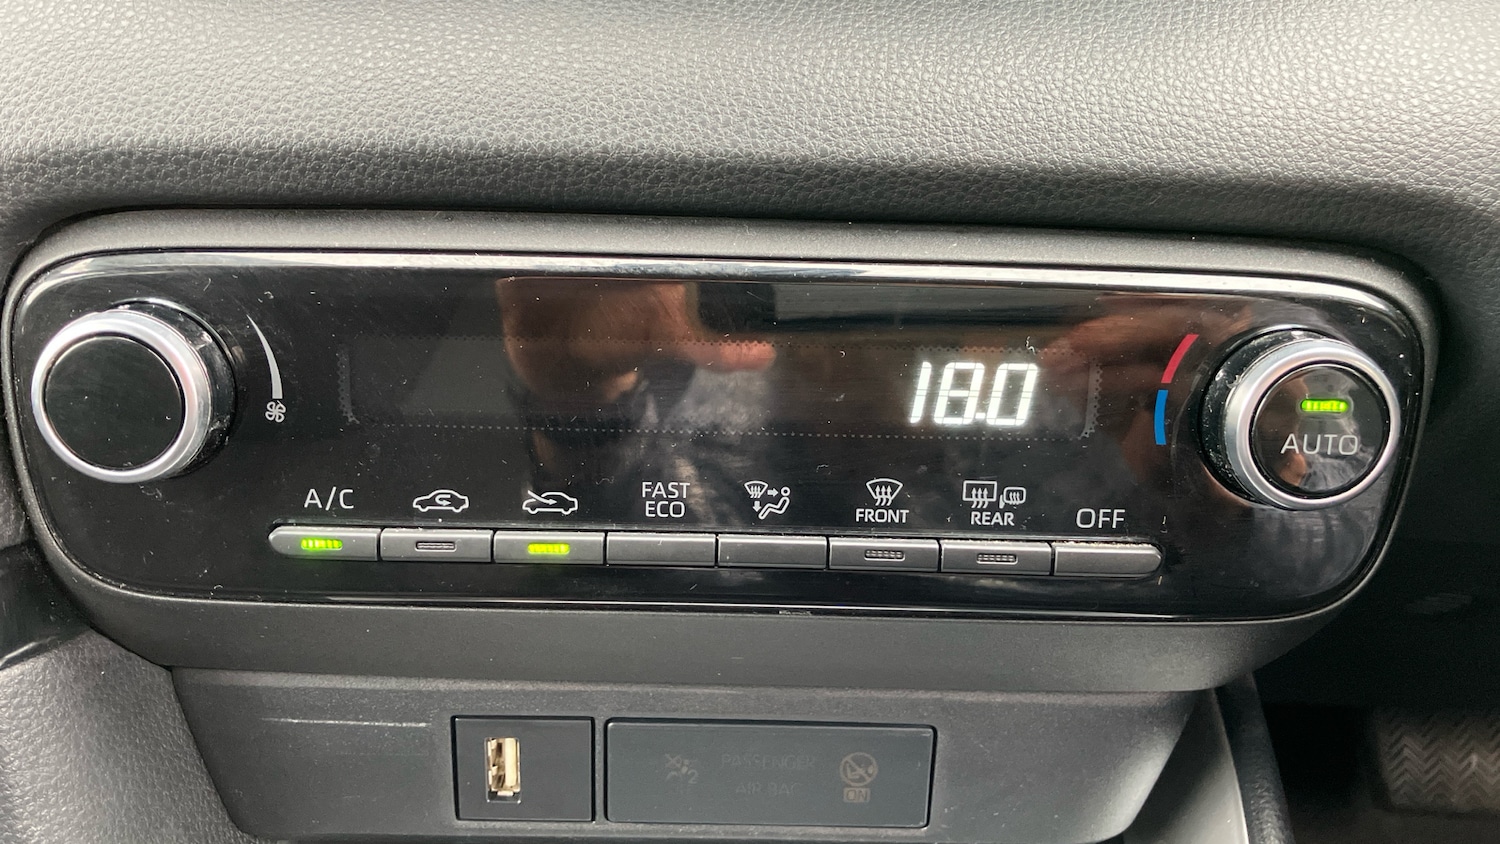 18.0
AUTO
A/C
FAST
ECO
FRONT
REAR
OFF
PASSENGER
AIR BAG
ON